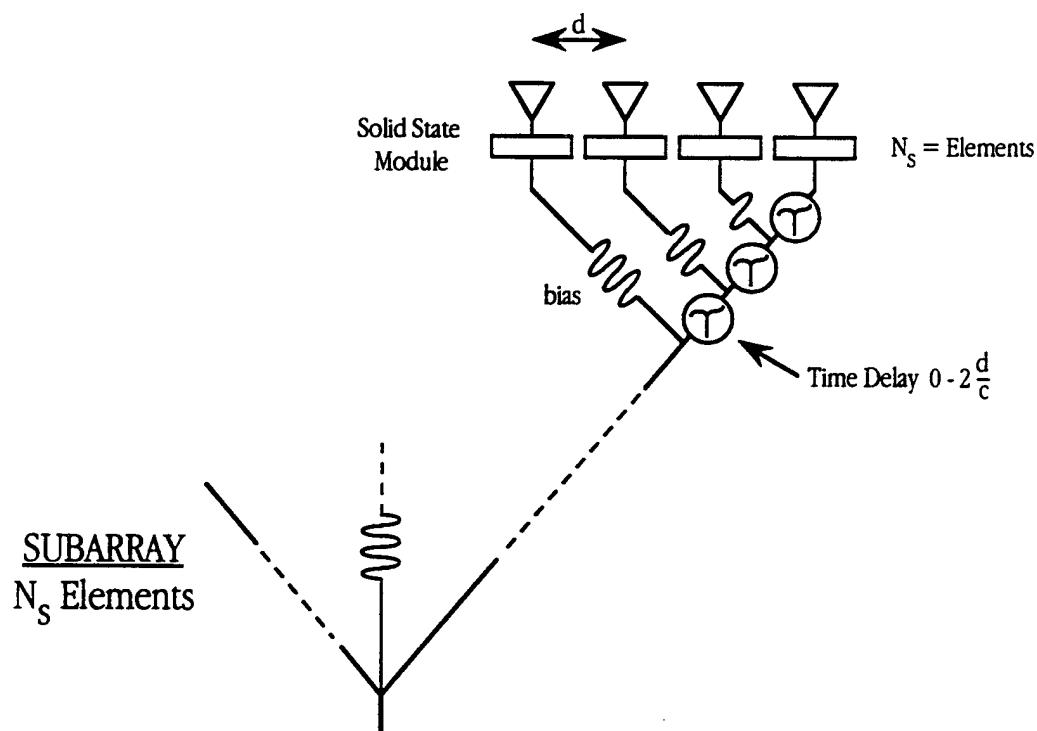 d
Solid State
Module
N_S = Elements
bias
Time Delay 0 - 2 d/c
SUBARRAY
N_S Elements